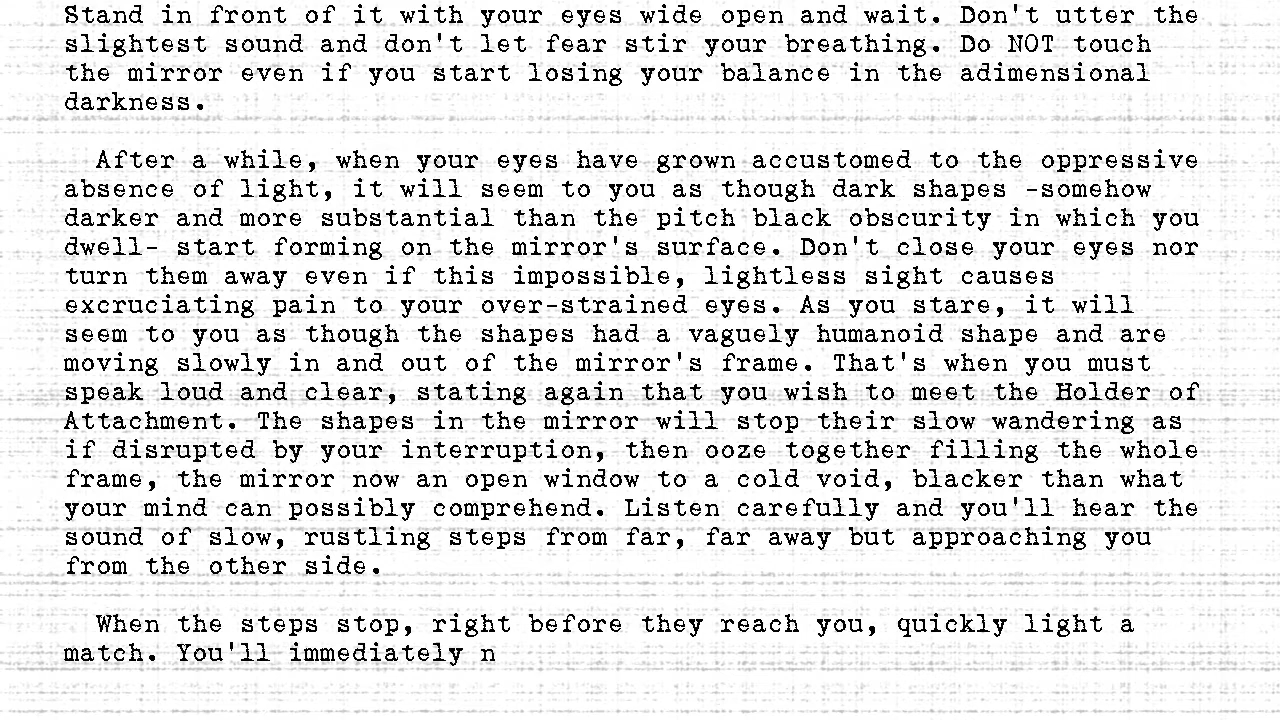 Stand in front of it with your eyes wide open and wait. Don't utter the
slightest sound and don't let fear stir your breathing. Do NOT touch
the mirror even if you start losing your balance in the adimensional
darkness.
After a while, when your eyes have grown accustomed to the oppressive
absence of light, it will seem to you as though dark shapes -somehow
darker and more substantial than the pitch black obscurity in which you
dwell- start forming on the mirror's surface. Don't close your eyes nor
turn them away even if this impossible, lightless sight causes
excruciating pain to your over-strained eyes. As you stare, it will
seem to you as though the shapes had a vaguely humanoid shape and are
moving slowly in and out of the mirror's frame. That's when you must
speak loud and clear, stating again that you wish to meet the Holder of
Attachment. The shapes in the mirror will stop their slow wandering as
if disrupted by your interruption, then ooze together filling the whole
frame, the mirror now an open window to a cold void, blacker than what
your mind can possibly comprehend. Listen carefully and you'll hear the
sound of slow, rustling steps from far, far away but approaching you
from the other side.
When the steps stop, right before they reach you, quickly light a
match. You'll immediately n